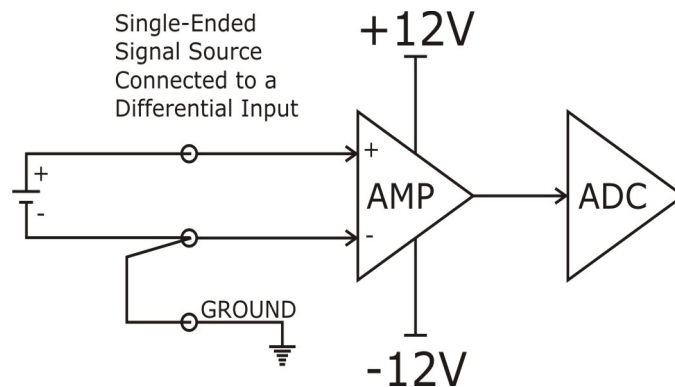 Single-Ended
Signal Source
Connected to a
Differential Input
+12V
+
+
AMP
ADC
-
-
GROUND
-12V